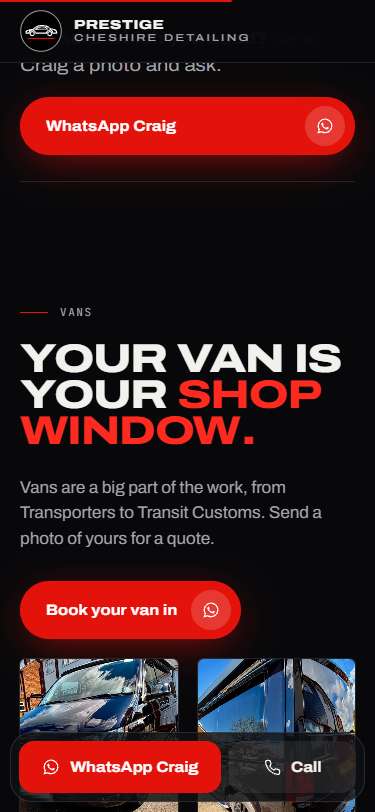 PRESTIGE
CHESHIRE DETAILING
Craig a photo and ask.
WhatsApp Craig
VANS
YOUR VAN IS
YOUR SHOP
WINDOW.
Vans are a big part of the work, from
Transporters to Transit Customs. Send a
photo of yours for a quote.
Book your van in
WhatsApp Craig
Call